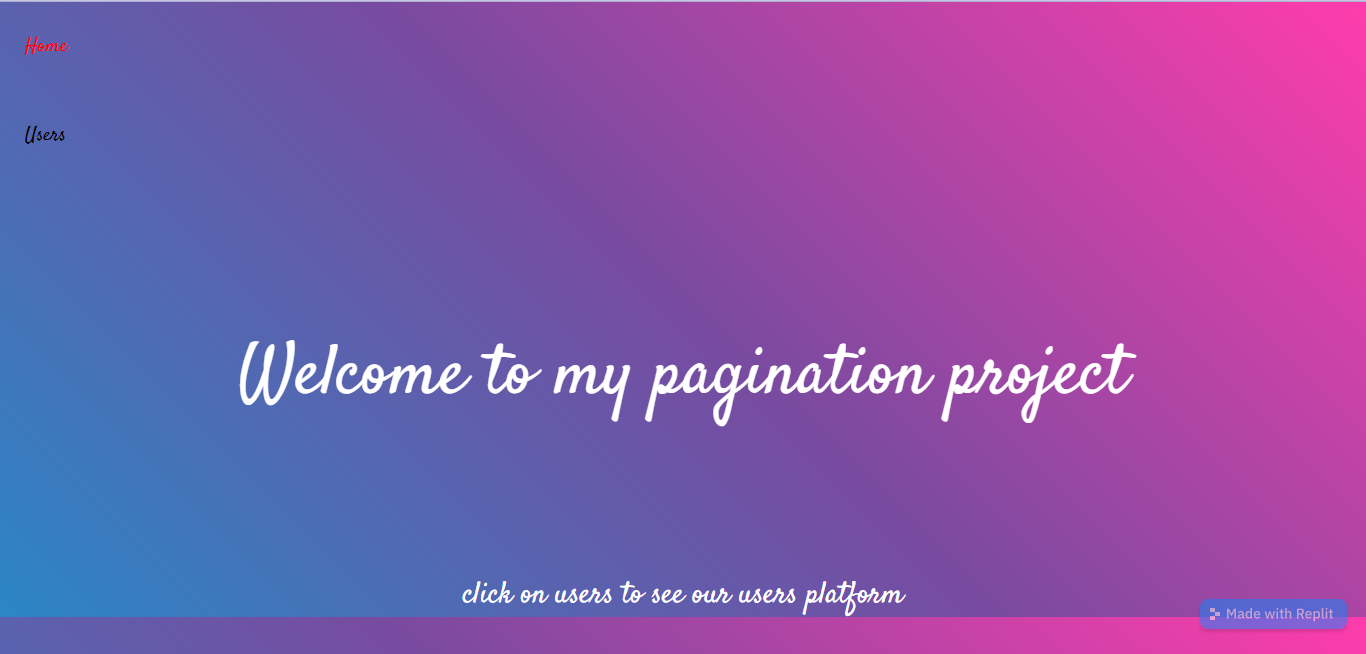 Home
Users
Welcome to my pagination project
click on users to see our users platform
Made with Replit